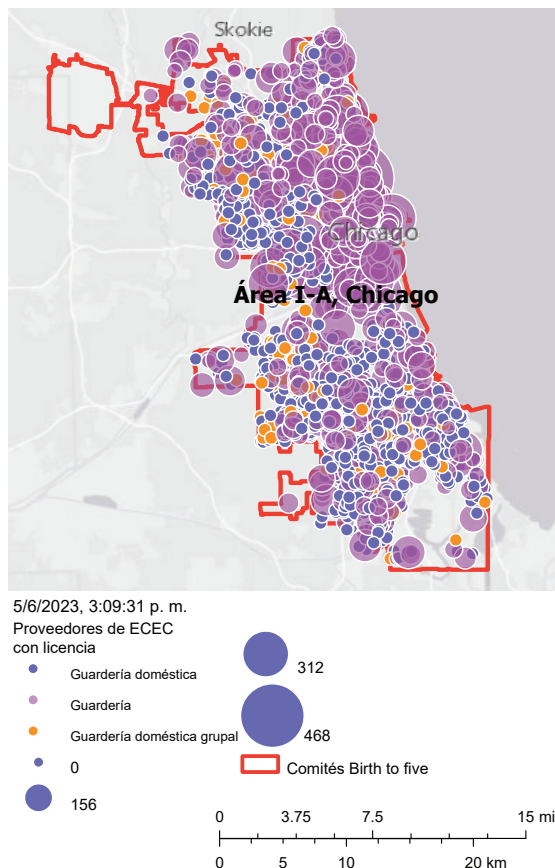 Skokie
Chicago
Área I-A, Chicago
5/6/2023, 3:09:31 p. m.
Proveedores de ECEC
con licencia
Guardería doméstica
Guardería
Guardería doméstica grupal
0
156
312
468
Comités Birth to five
0 3.75 7.5 15 mi
0 5 10 20 km